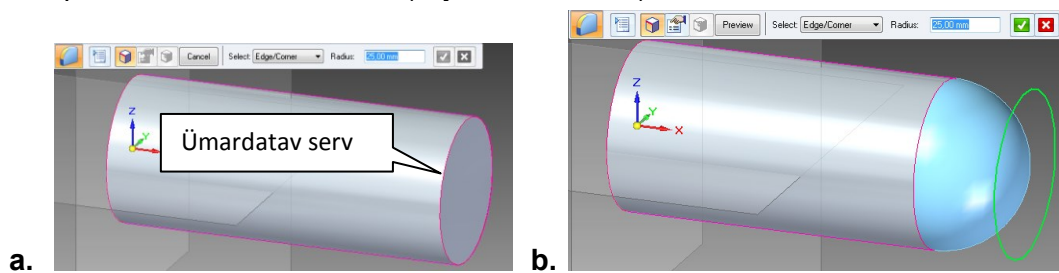 Preview Select: Edge/Corner Radius: 25,00 mm
Cancel Select: Edge/Corner Radius: 25,00 mm
Z
Y
Ümardatav serv
Z
Y
X
a.
b.